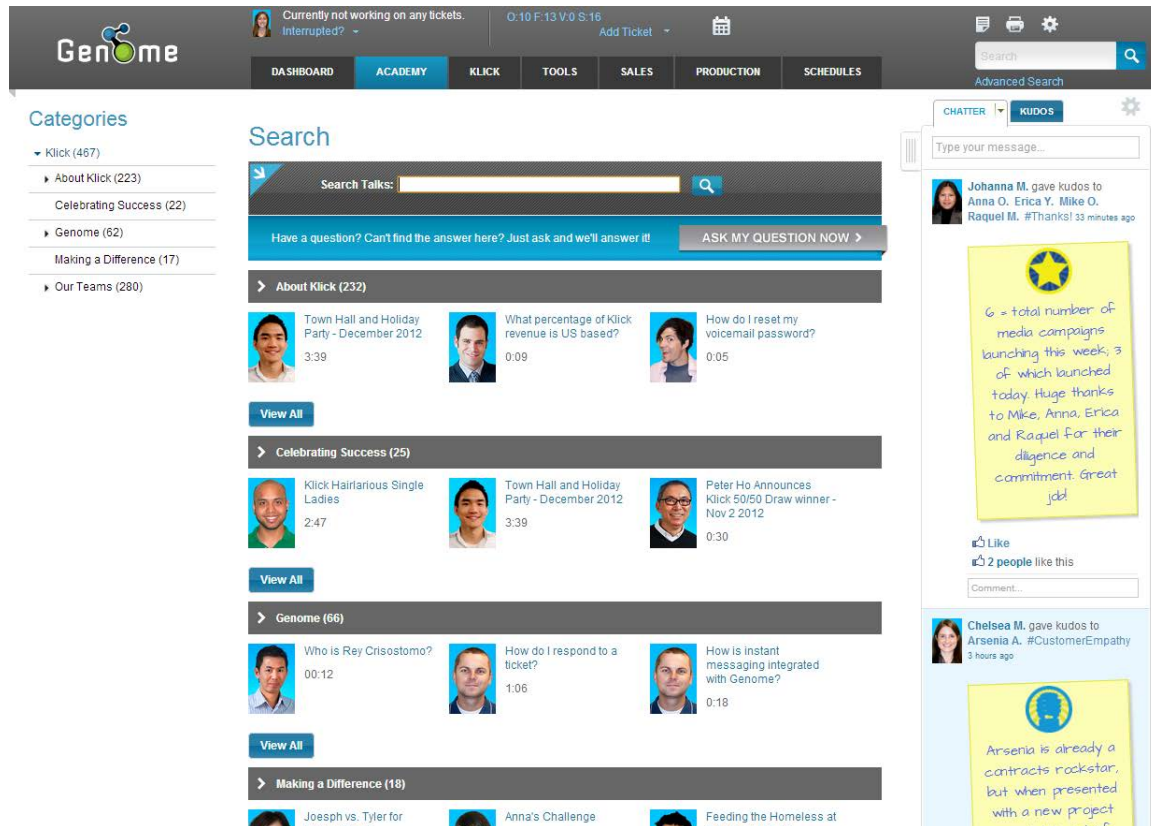 Genome
Currently not working on any tickets.
Interrupted?
O:10 F:13 V:0 S:16
Add Ticket
Search
Advanced Search
DASHBOARD
ACADEMY
KLICK
TOOLS
SALES
PRODUCTION
SCHEDULES
Categories
Klick (467)
About Klick (223)
Celebrating Success (22)
Genome (62)
Making a Difference (17)
Our Teams (280)
Search
Search Talks:
Have a question? Can't find the answer here? Just ask and we'll answer it!
ASK MY QUESTION NOW
About Klick (232)
Town Hall and Holiday
Party - December 2012
3:39
What percentage of Klick
revenue is US based?
0:09
How do I reset my
voicemail password?
0:05
View All
Celebrating Success (25)
Klick Hairlarious Single
Ladies
2:47
Town Hall and Holiday
Party - December 2012
3:39
Peter Ho Announces
Klick 50/50 Draw winner -
Nov 2 2012
0:30
View All
Genome (66)
Who is Rey Crisostomo?
00:12
How do I respond to a
ticket?
1:06
How is instant
messaging integrated
with Genome?
0:18
View All
Making a Difference (18)
Joesph vs. Tyler for
Anna's Challenge
Feeding the Homeless at
CHATTER
KUDOS
Type your message...
Johanna M. gave kudos to
Anna O. Erica Y. Mike O.
Raquel M. #Thanks! 33 minutes ago
6 = total number of
media campaigns
launching this week, 3
of which launched
today. Huge thanks
to Mike, Anna, Erica
and Raquel for their
diligence and
commitment. Great
job!
Like
2 people like this
Comment...
Chelsea M. gave kudos to
Arsenia A. #CustomerEmpathy
3 hours ago
Arsenia is already a
contracts rockstar,
but when presented
with a new project